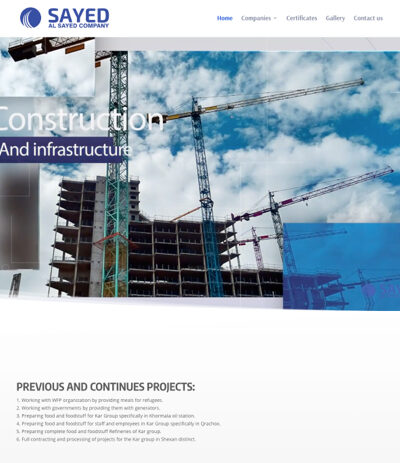 SAYED
AL SAYED COMPANY
Home Companies Certificates Gallery Contact us
Construction
And infrastructure
PREVIOUS AND CONTINUES PROJECTS:
1. Working with WFP organization by providing meals for refugees.
2. Working with governments by providing them with generators.
3. Preparing food and foodstuff for Kar Group specifically in Khormala oil station.
4. Preparing food and foodstuff for staff and employees in Kar Group specifically in Qrachoa.
5. Preparing complete food and foodstuff Refineries of Kar group.
6. Full contracting and processing of projects for the Kar group in Shexan distinct.